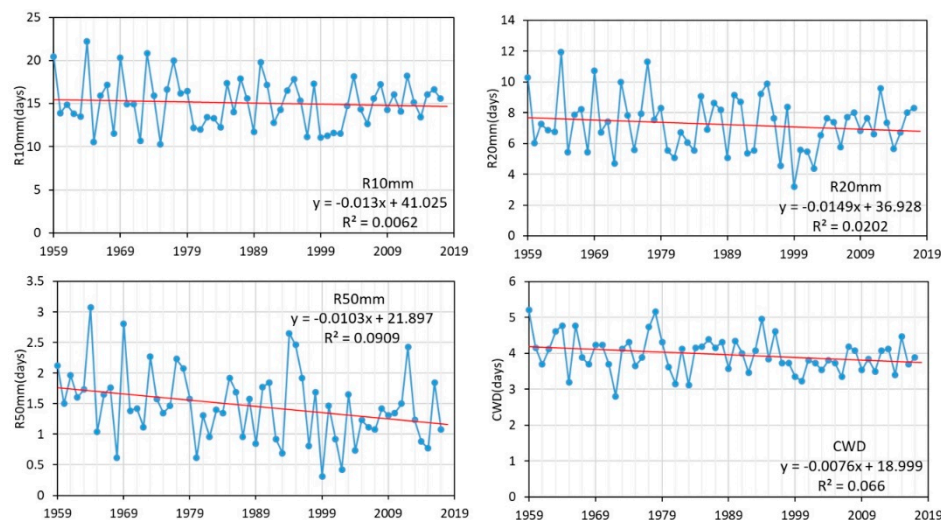 25
20
15
10
5
0
R10mm(days)
R10mm
y = -0.013x + 41.025
R² = 0.0062
1959 1969 1979 1989 1999 2009 2019
14
12
10
8
6
4
2
0
R20mm(days)
R20mm
y = -0.0149x + 36.928
R² = 0.0202
1959 1969 1979 1989 1999 2009 2019
3.5
3
2.5
2
1.5
1
0.5
0
R50mm(days)
R50mm
y = -0.0103x + 21.897
R² = 0.0909
1959 1969 1979 1989 1999 2009 2019
6
5
4
3
2
1
0
CWD(days)
CWD
y = -0.0076x + 18.999
R² = 0.066
1959 1969 1979 1989 1999 2009 2019